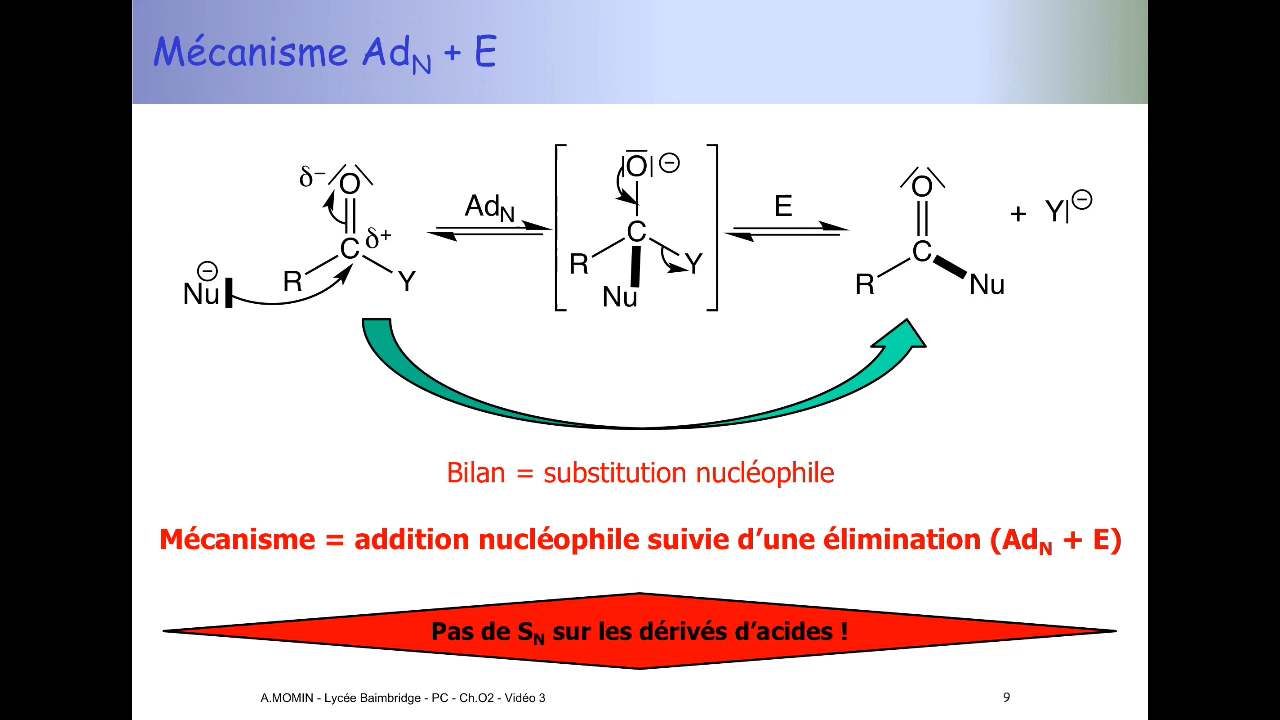 Mécanisme AdN + E
δ– O
C δ+
R Y
Nu ⊖
AdN
|O| ⊖
C
R Y
Nu
E
O
C
R Nu
+ Y| ⊖
Bilan = substitution nucléophile
Mécanisme = addition nucléophile suivie d’une élimination (AdN + E)
Pas de SN sur les dérivés d’acides !
A.MOMIN - Lycée Baimbridge - PC - Ch.O2 - Vidéo 3
9